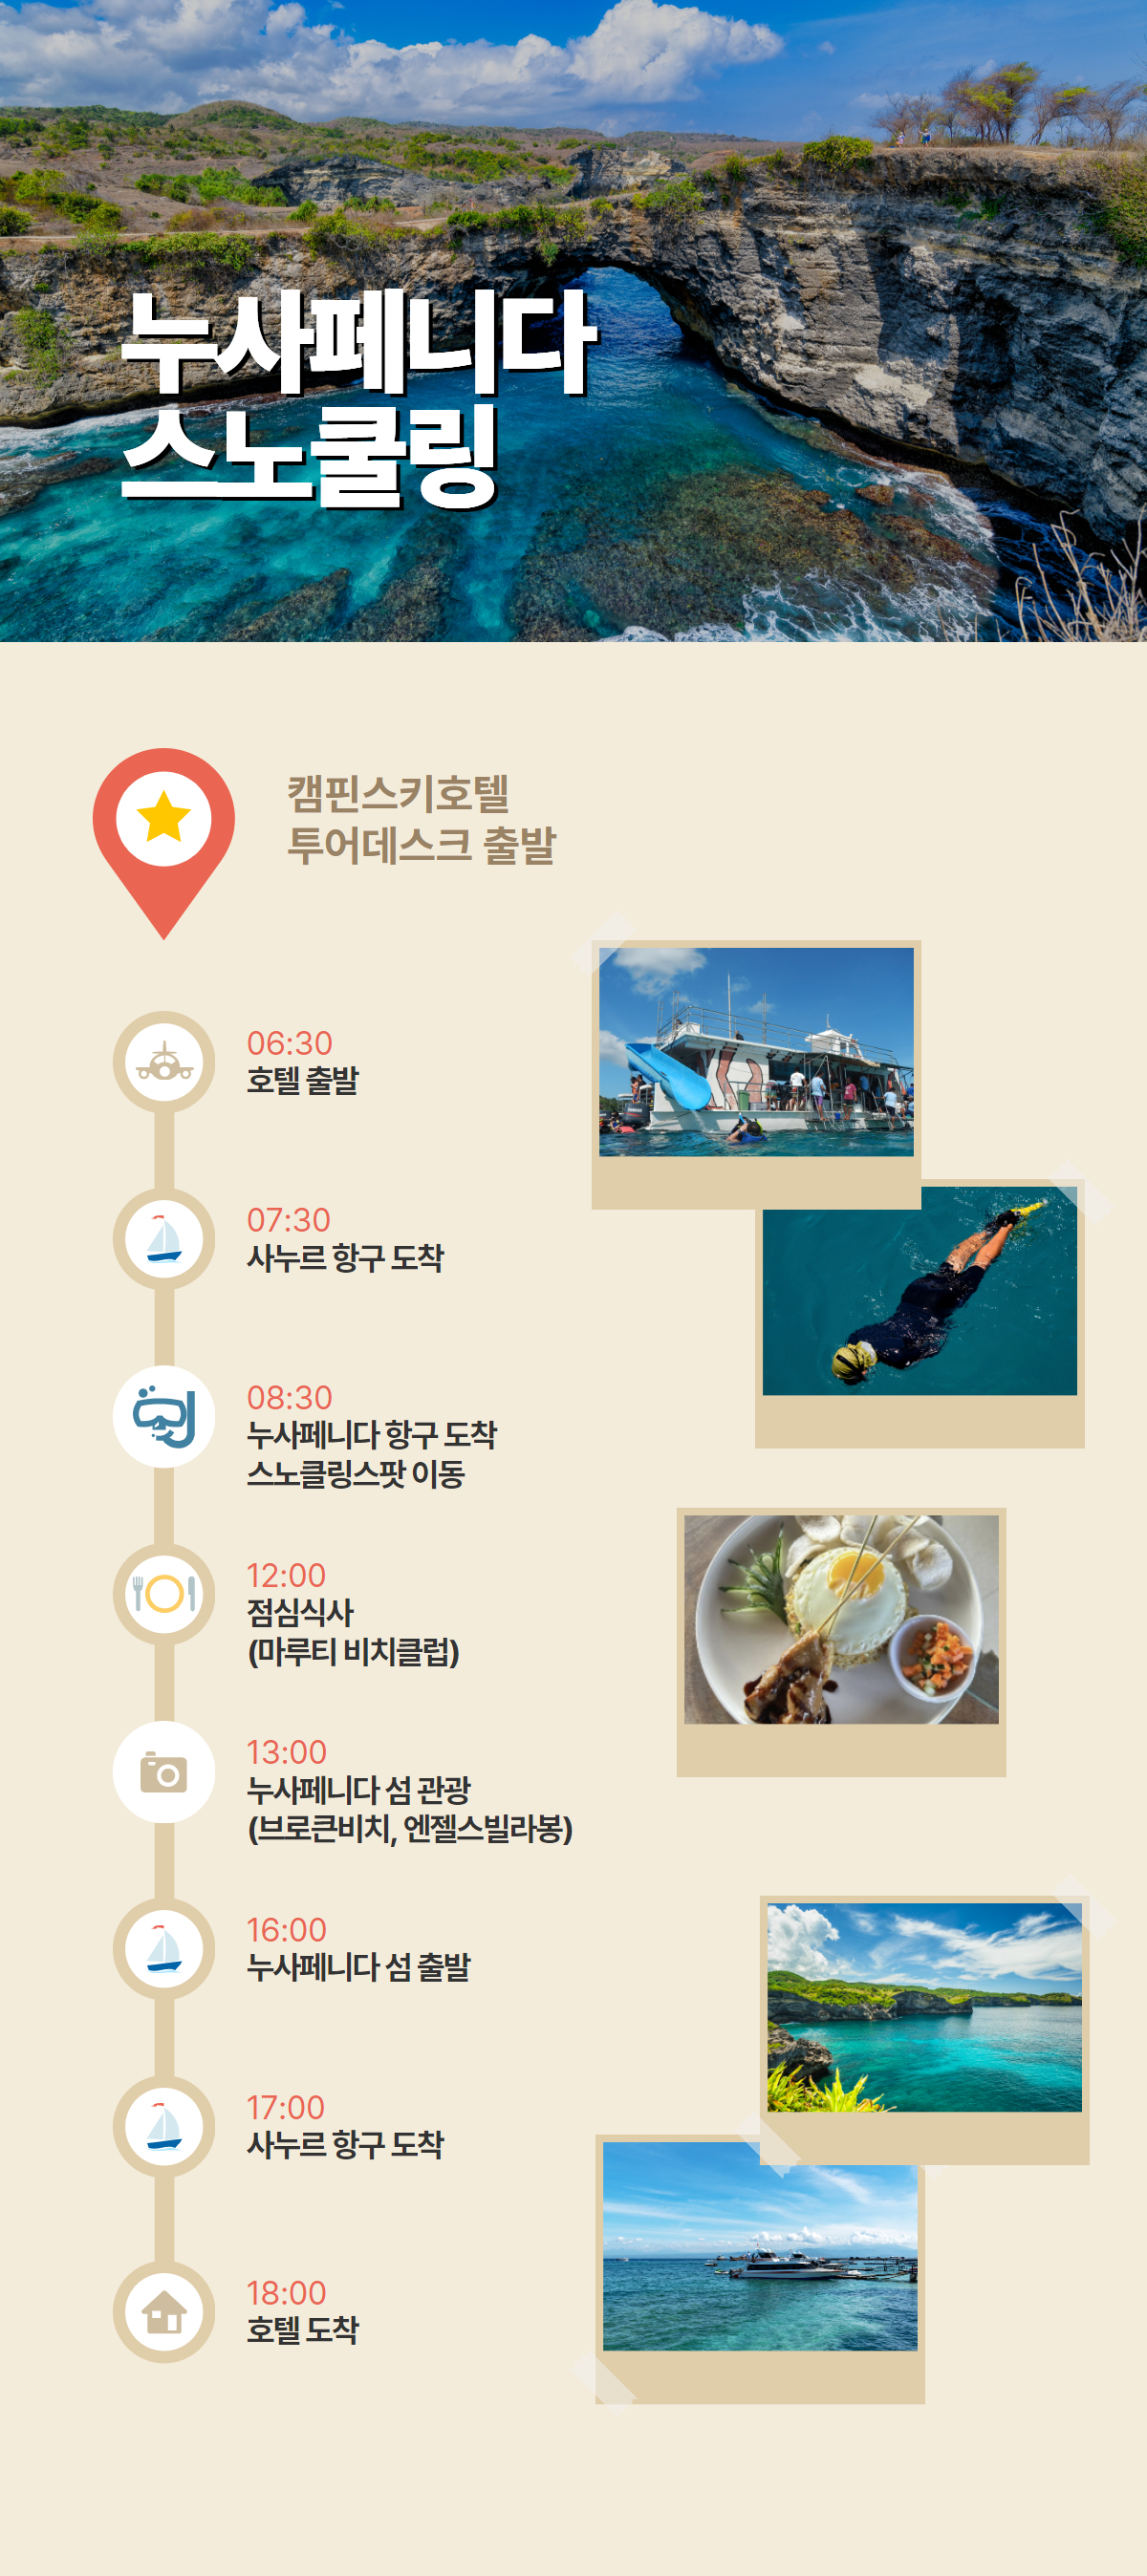 누사페니다
스노쿨링
캠핀스키호텔
투어데스크 출발
06:30
호텔 출발
07:30
사누르 항구 도착
08:30
누사페니다 항구 도착
스노클링스팟 이동
12:00
점심식사
(마루티 비치클럽)
13:00
누사페니다 섬 관광
(브로큰비치, 엔젤스빌라봉)
16:00
누사페니다 섬 출발
17:00
사누르 항구 도착
18:00
호텔 도착